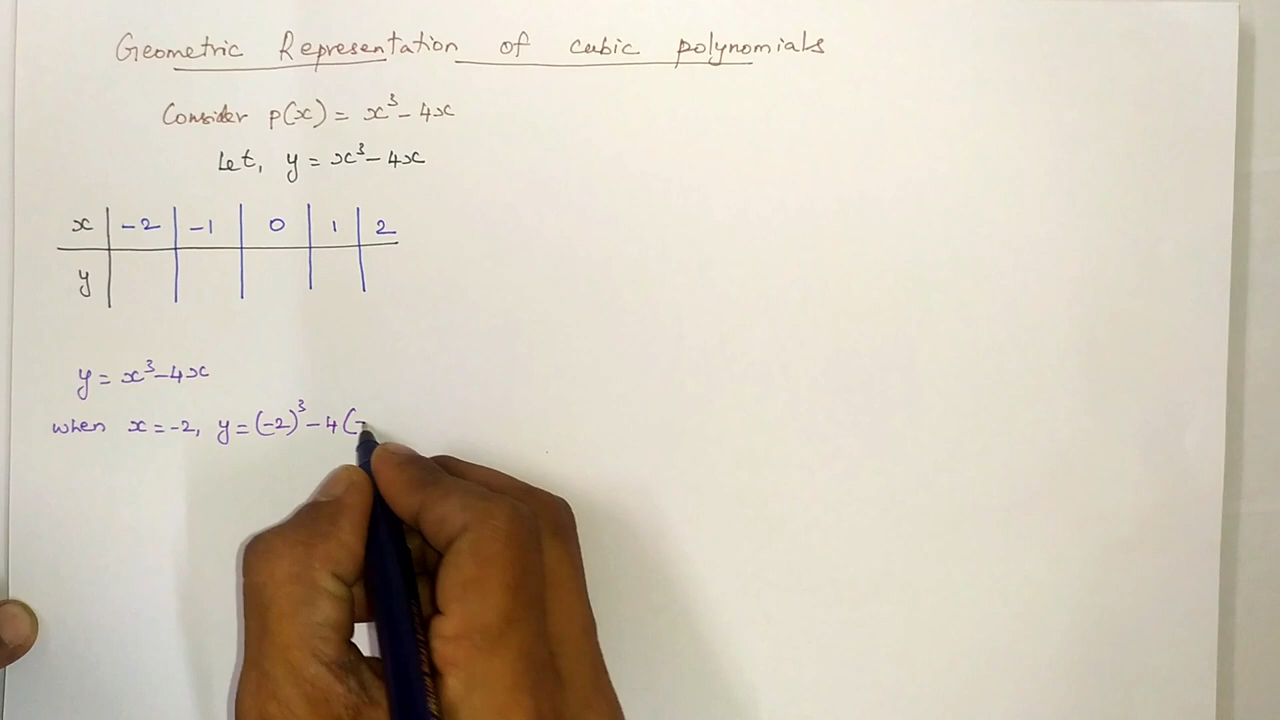 Geometric Representation of cubic polynomials
Consider p(x) = x³ - 4x
Let, y = x³ - 4x
x | -2 | -1 | 0 | 1 | 2
y
y = x³ - 4x
when x = -2, y = (-2)³ - 4(-